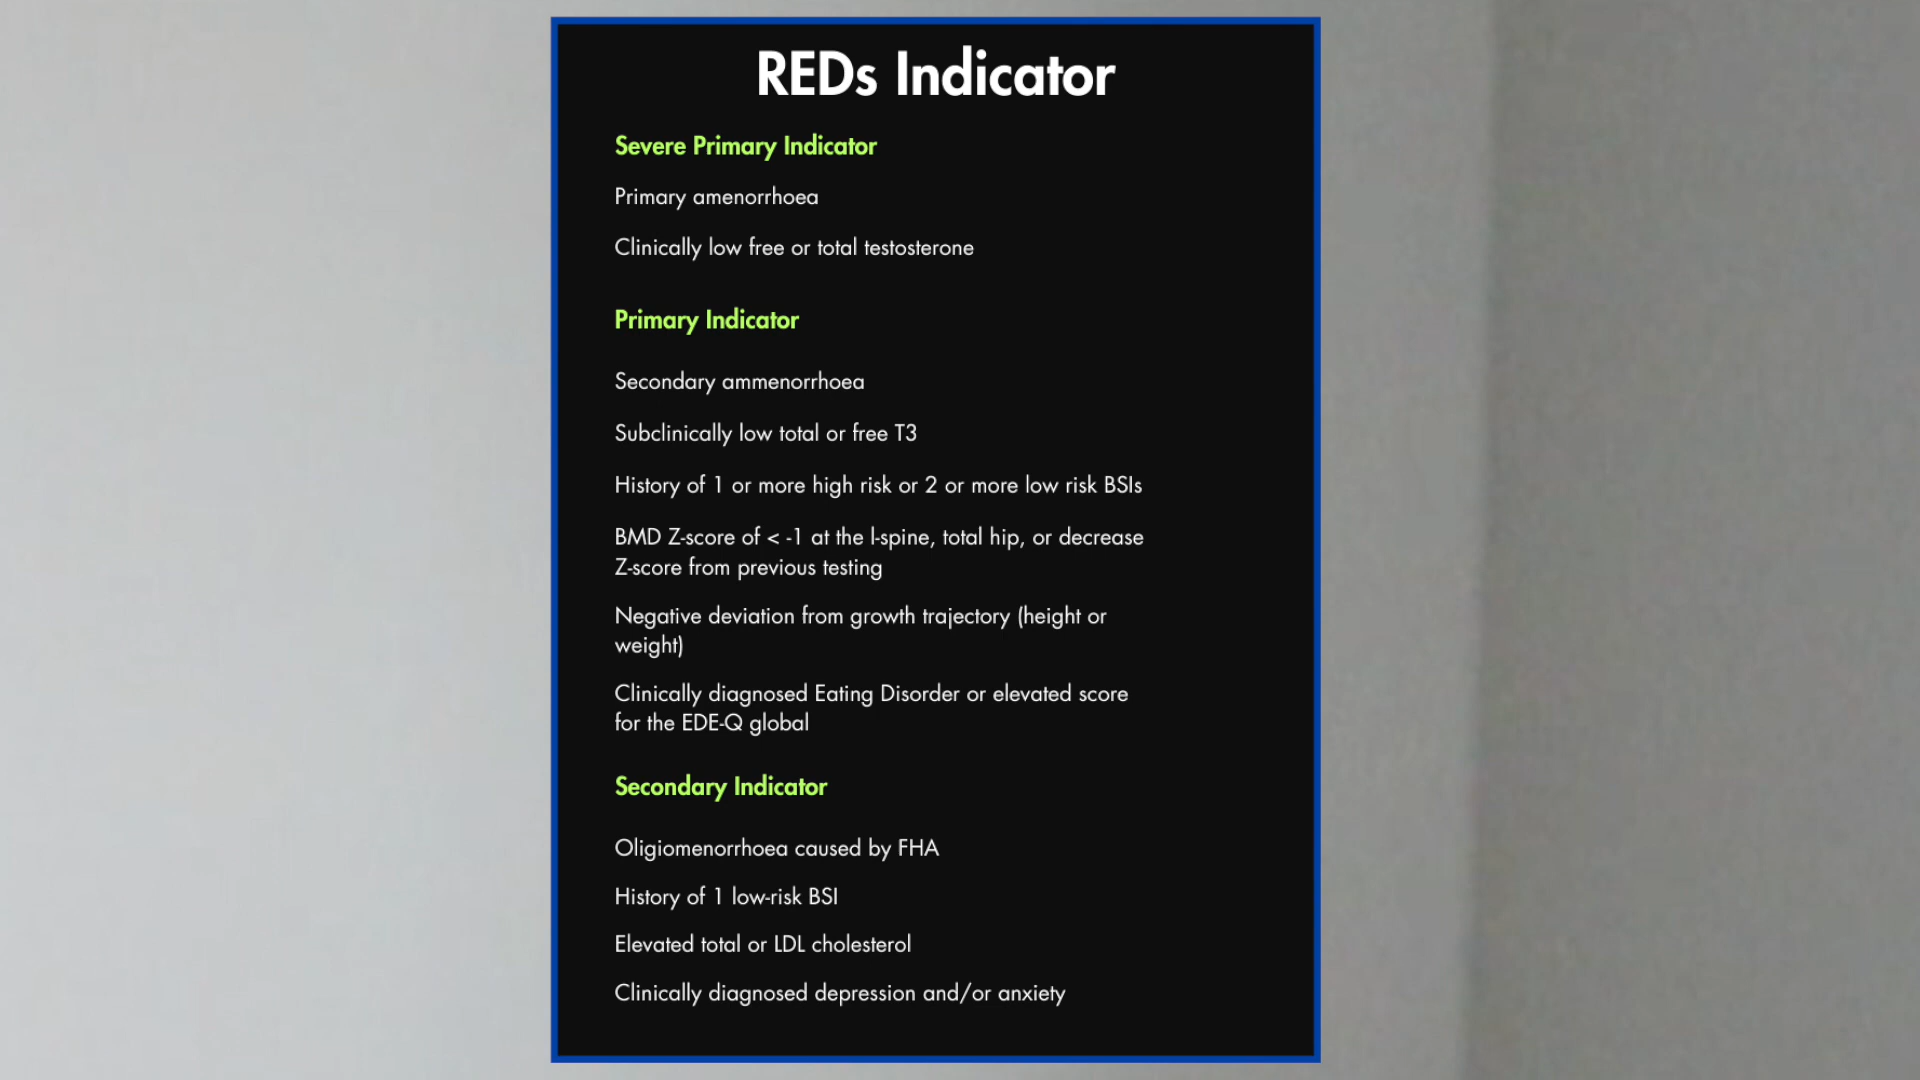 REDs Indicator
Severe Primary Indicator
Primary amenorrhoea
Clinically low free or total testosterone
Primary Indicator
Secondary ammenorrhoea
Subclinically low total or free T3
History of 1 or more high risk or 2 or more low risk BSIs
BMD Z-score of < -1 at the l-spine, total hip, or decrease
Z-score from previous testing
Negative deviation from growth trajectory (height or
weight)
Clinically diagnosed Eating Disorder or elevated score
for the EDE-Q global
Secondary Indicator
Oligiomenorrhoea caused by FHA
History of 1 low-risk BSI
Elevated total or LDL cholesterol
Clinically diagnosed depression and/or anxiety